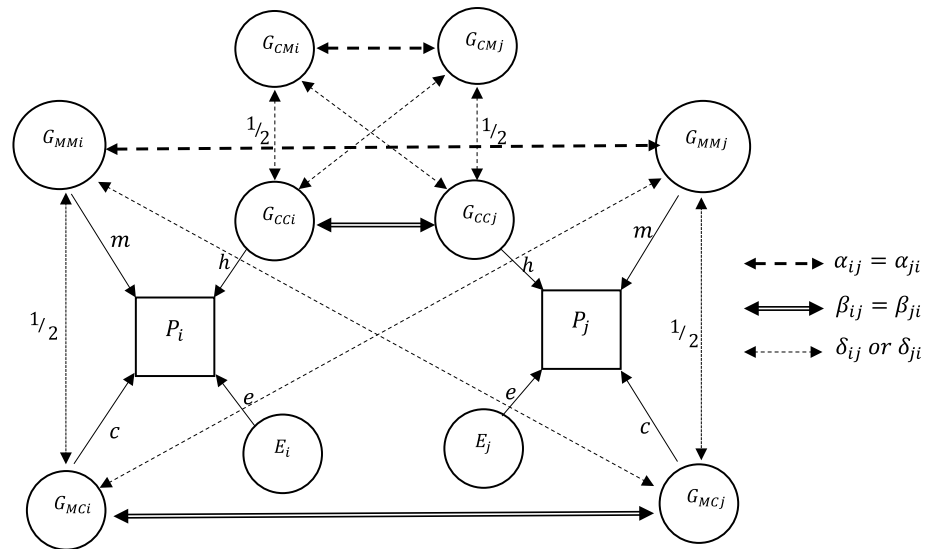 G_CMi G_CMj
1/2 1/2
G_MMi G_MMj
G_CCi G_CCj
m h h m
α_ij = α_ji
P_i P_j
β_ij = β_ji
1/2 1/2
δ_ij or δ_ji
e e
c c
E_i E_j
G_MCi G_MCj